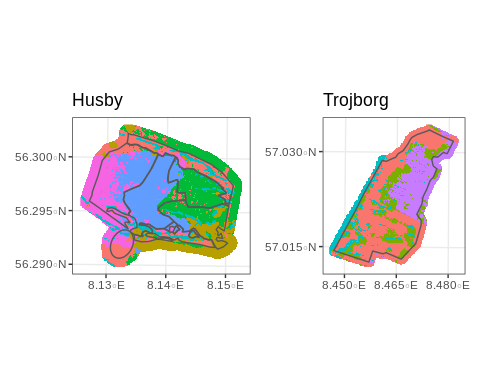 Husby
Trojborg
56.300◦N
56.295◦N
56.290◦N
8.13◦E 8.14◦E 8.15◦E
57.030◦N
57.015◦N
8.450◦E 8.465◦E 8.480◦E